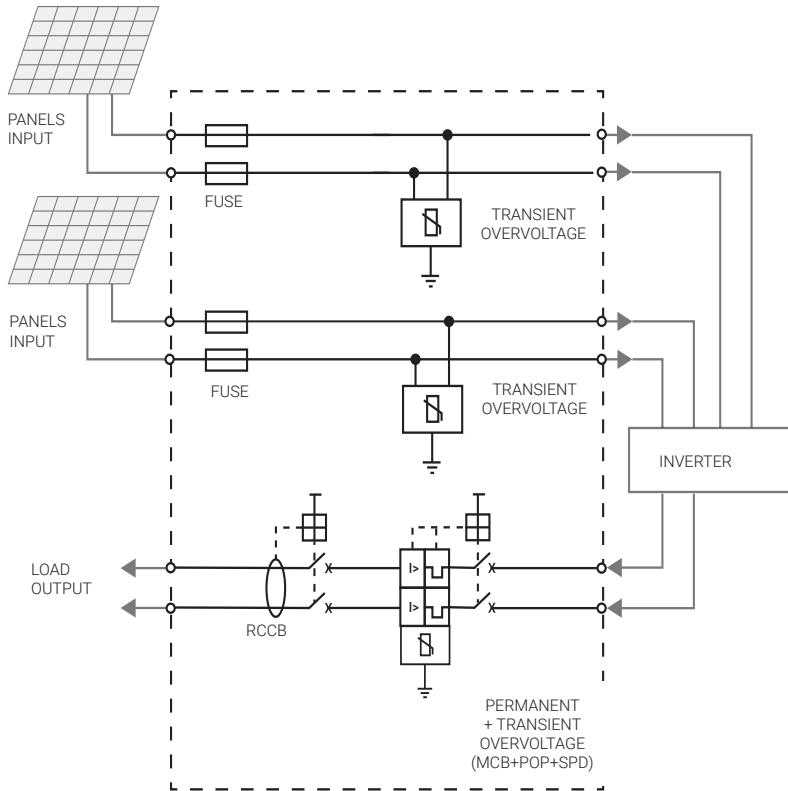 PANELS
INPUT
FUSE
TRANSIENT
OVERVOLTAGE
PANELS
INPUT
FUSE
TRANSIENT
OVERVOLTAGE
INVERTER
LOAD
OUTPUT
I>
I>
RCCB
PERMANENT
+ TRANSIENT
OVERVOLTAGE
(MCB+POP+SPD)